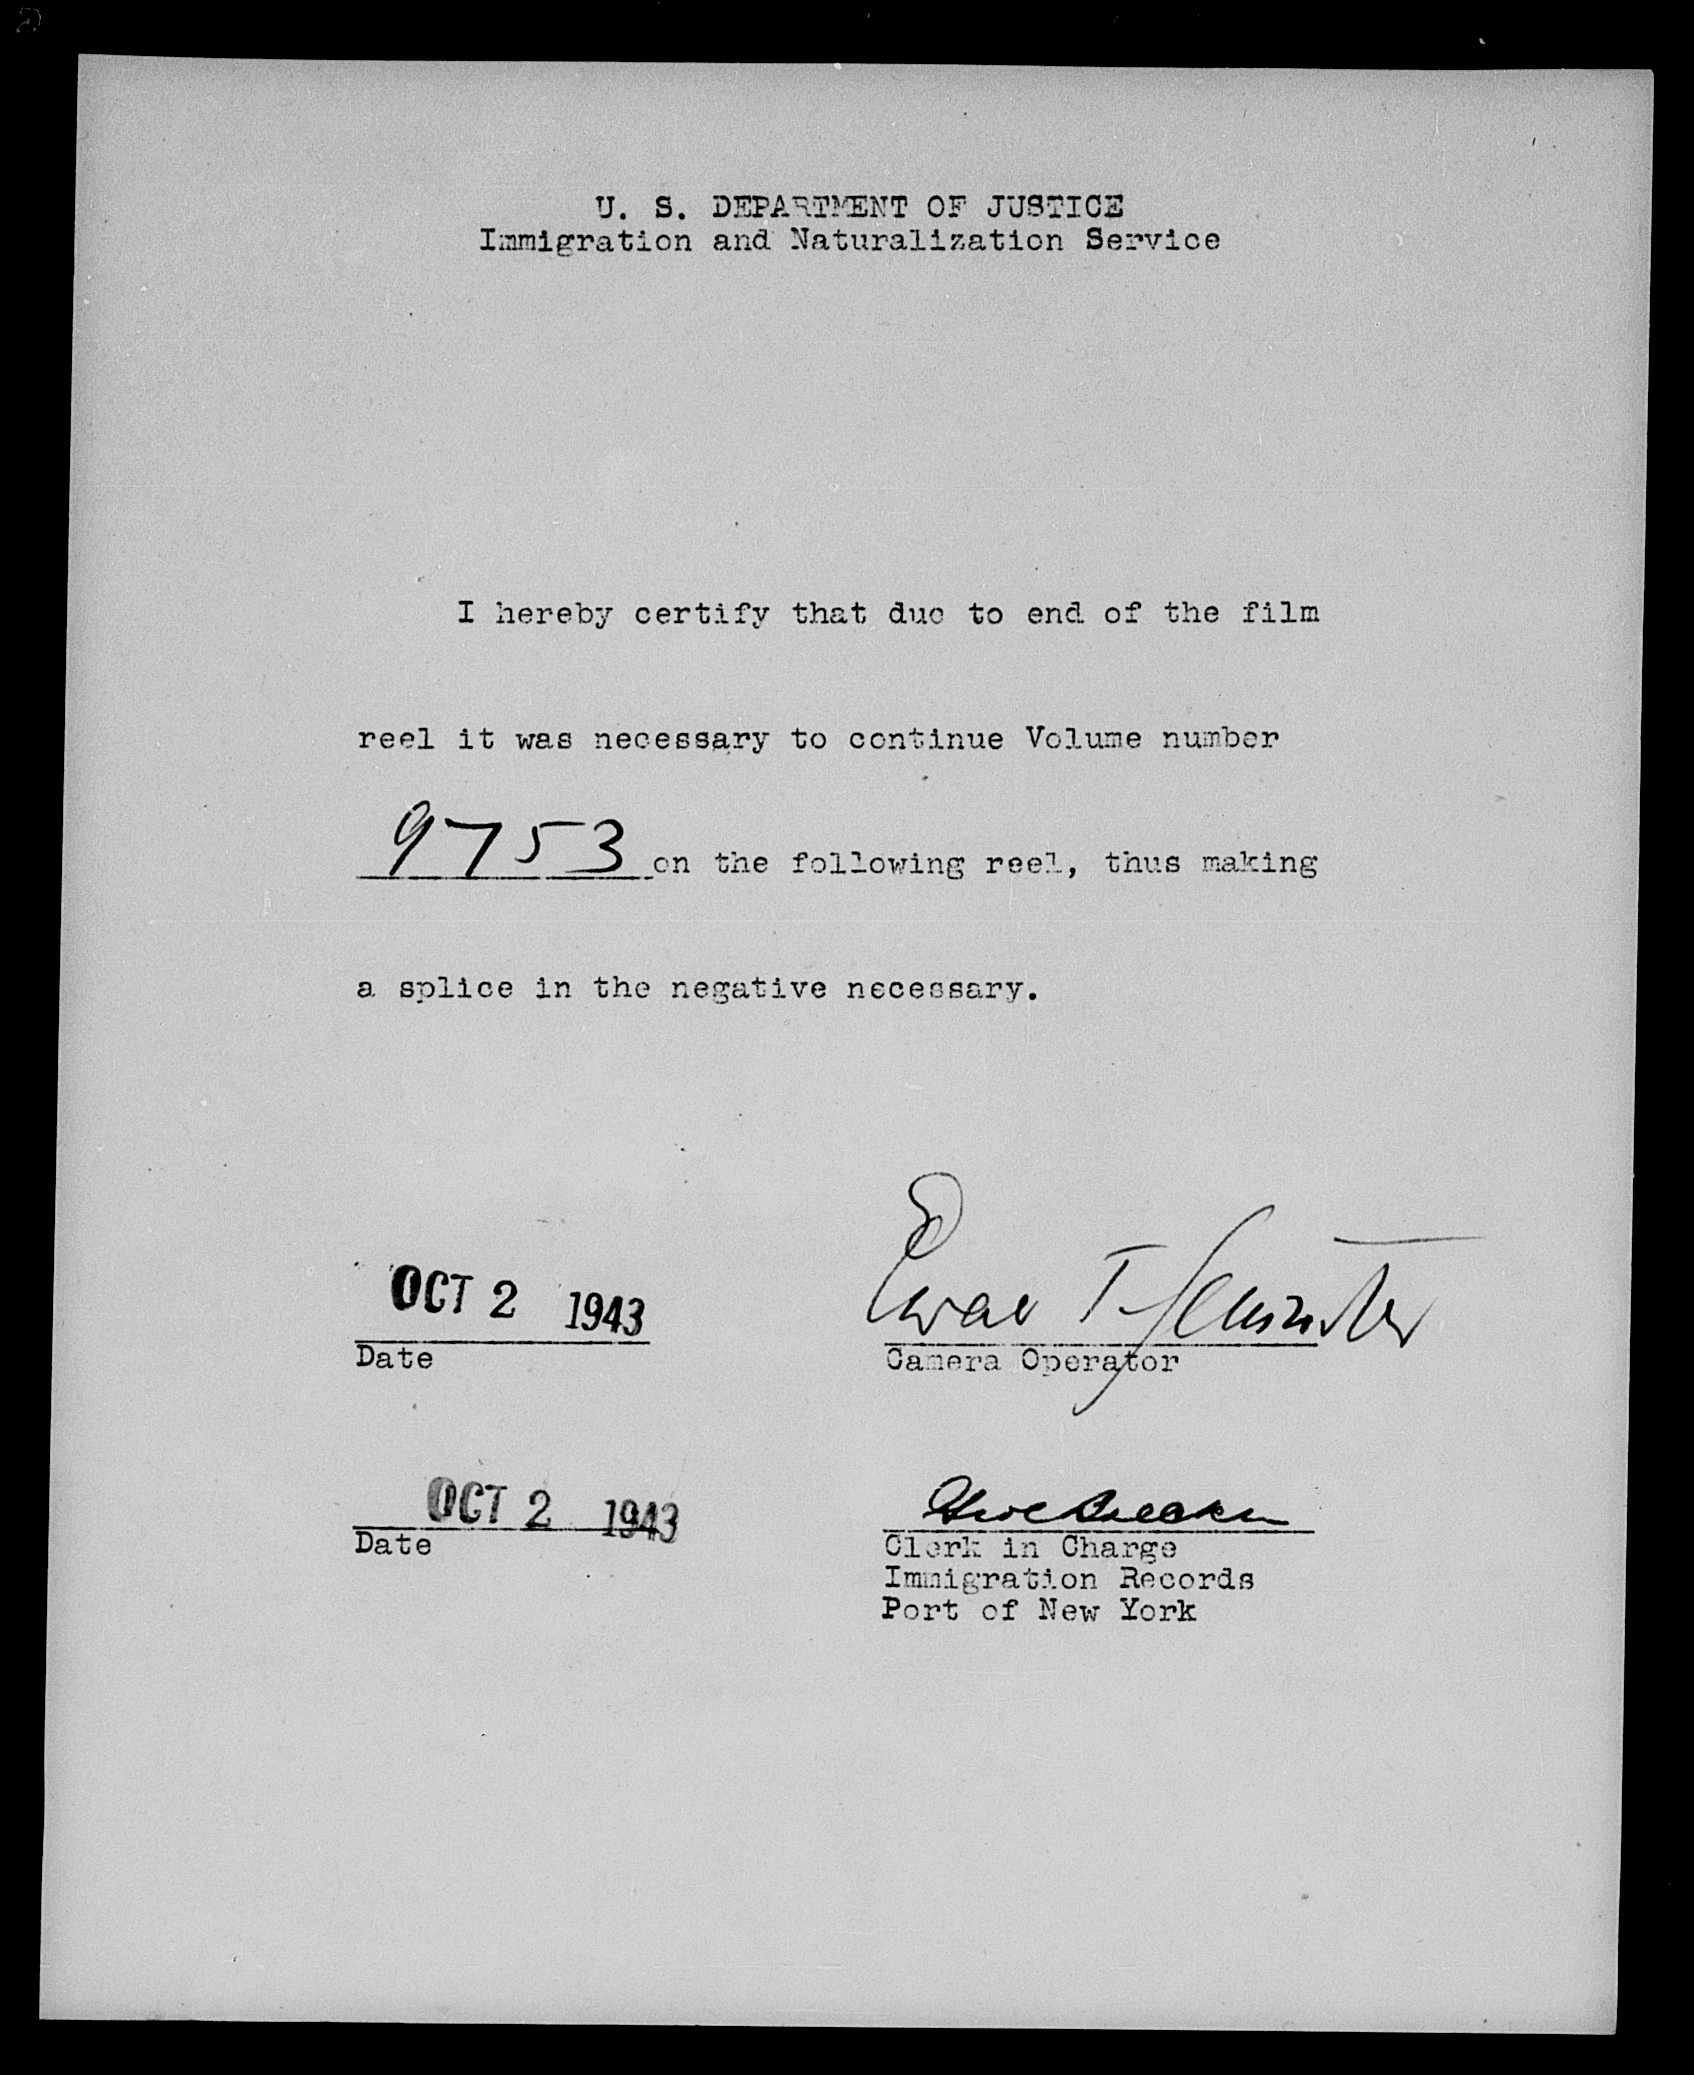 U. S. DEPARTMENT OF JUSTICE
Immigration and Naturalization Service
I hereby certify that due to end of the film
reel it was necessary to continue Volume number
9753 on the following reel, thus making
a splice in the negative necessary.
OCT 2 1943
Date
Camera Operator
OCT 2 1943
Date
Clerk in Charge
Immigration Records
Port of New York